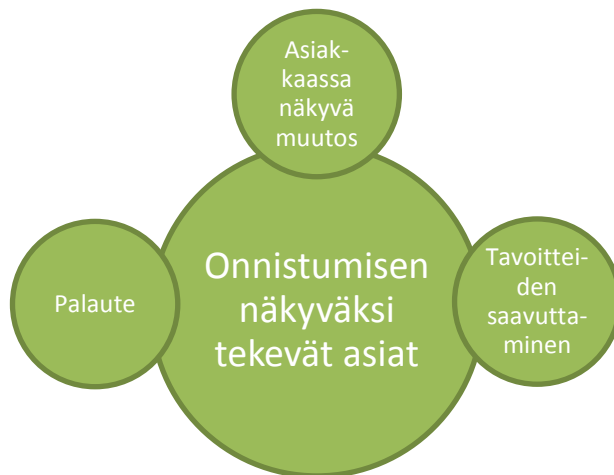 Asiak-
kaassa
näkyvä
muutos
Onnistumisen
näkyväksi
tekevät asiat
Palaute
Tavoittei-
den
saavutta-
minen